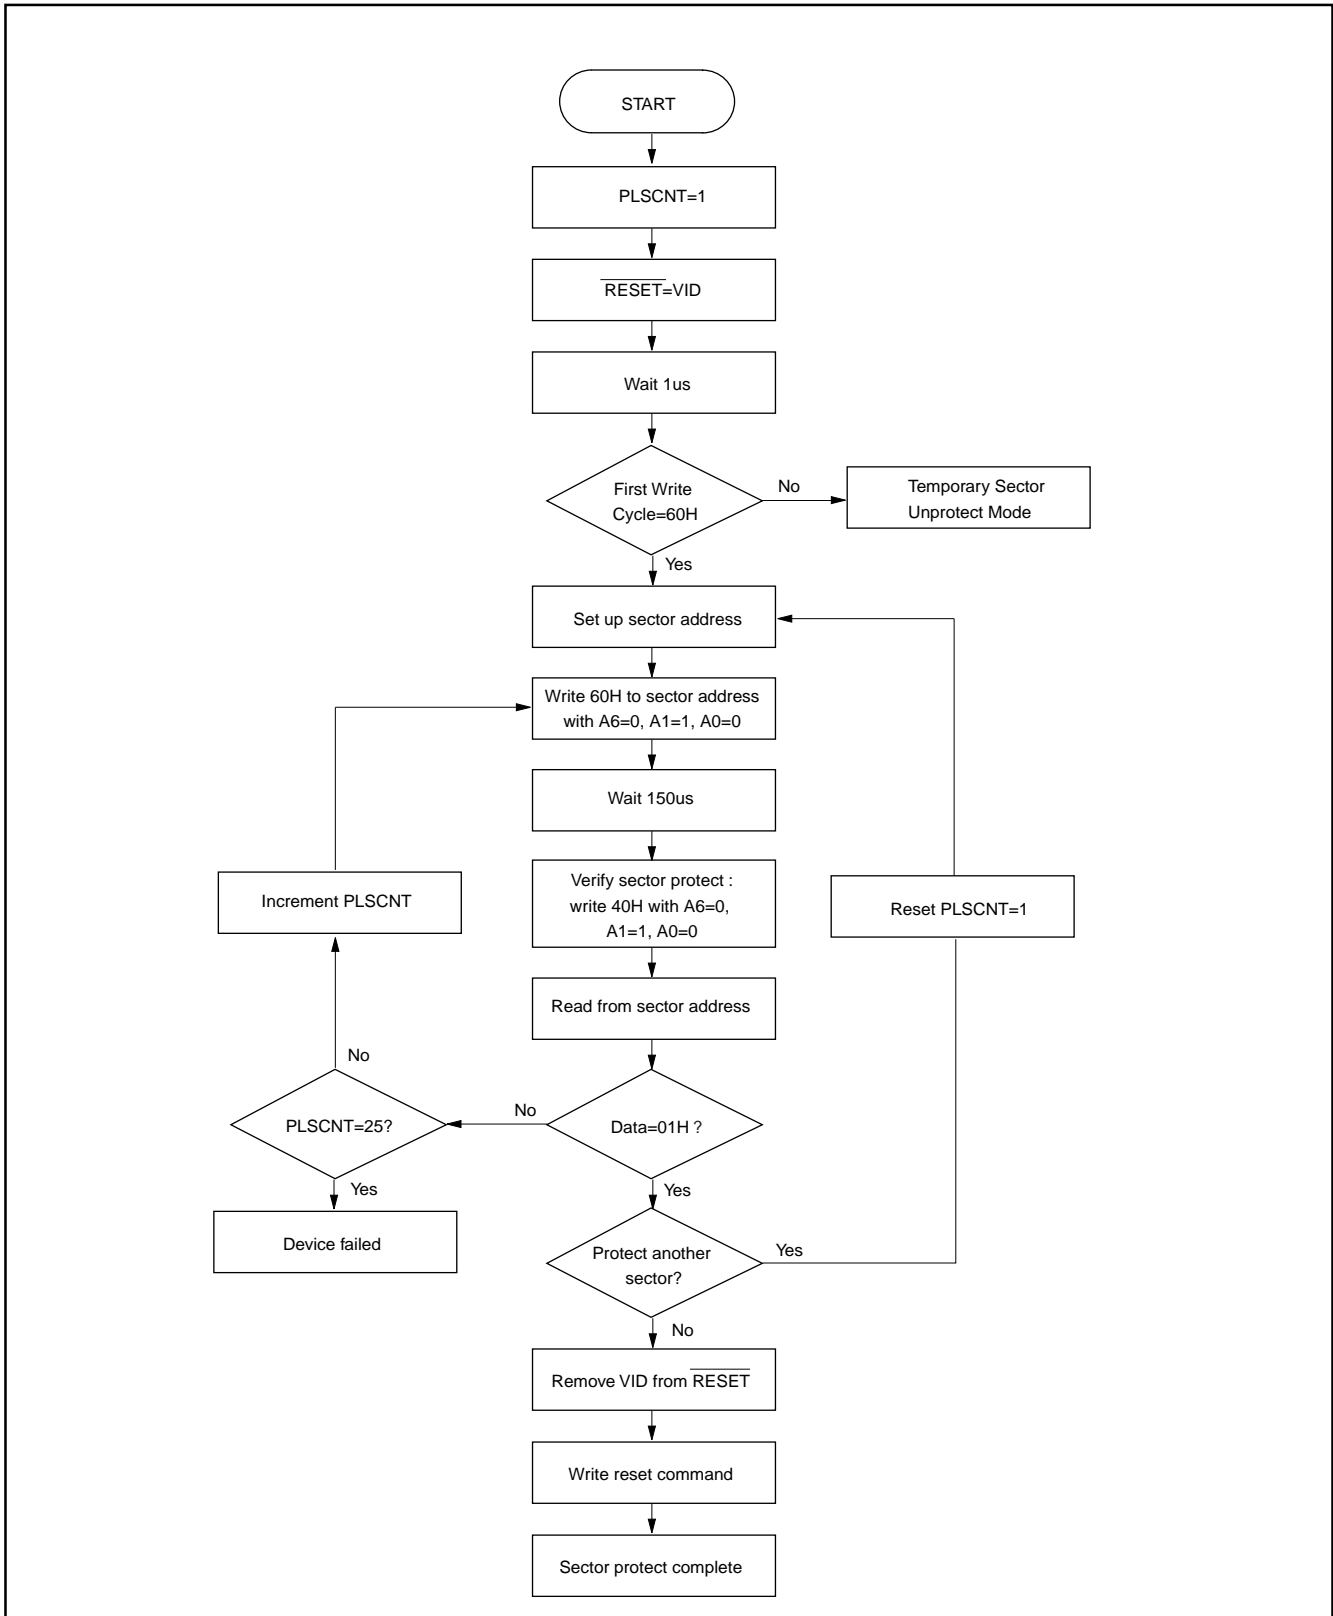 START
PLSCNT=1
RESET=VID
Wait 1us
First Write
Cycle=60H
No
Temporary Sector
Unprotect Mode
Yes
Set up sector address
Write 60H to sector address
with A6=0, A1=1, A0=0
Wait 150us
Verify sector protect :
write 40H with A6=0,
A1=1, A0=0
Increment PLSCNT
Reset PLSCNT=1
Read from sector address
No
PLSCNT=25?
No
Data=01H ?
Yes
Device failed
Yes
Protect another
sector?
Yes
No
Remove VID from RESET
Write reset command
Sector protect complete